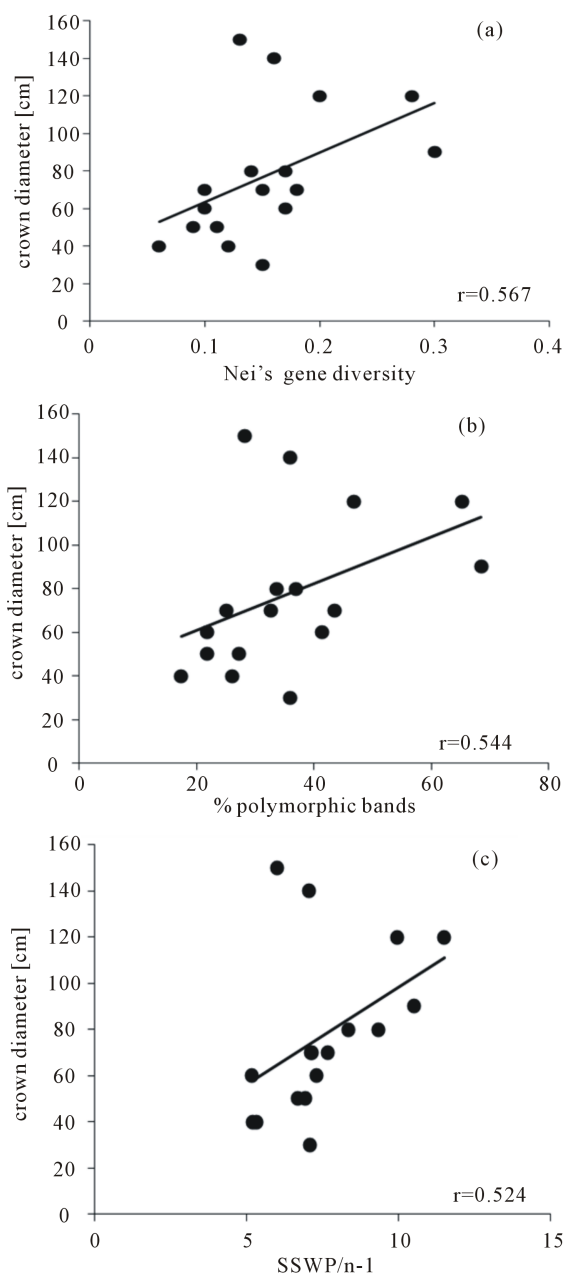 (a)
crown diameter [cm]
160
140
120
100
80
60
40
20
0
r=0.567
0 0.1 0.2 0.3 0.4
Nei's gene diversity
(b)
crown diameter [cm]
160
140
120
100
80
60
40
20
0
r=0.544
0 20 40 60 80
% polymorphic bands
(c)
crown diameter [cm]
160
140
120
100
80
60
40
20
0
r=0.524
0 5 10 15
SSWP/n-1